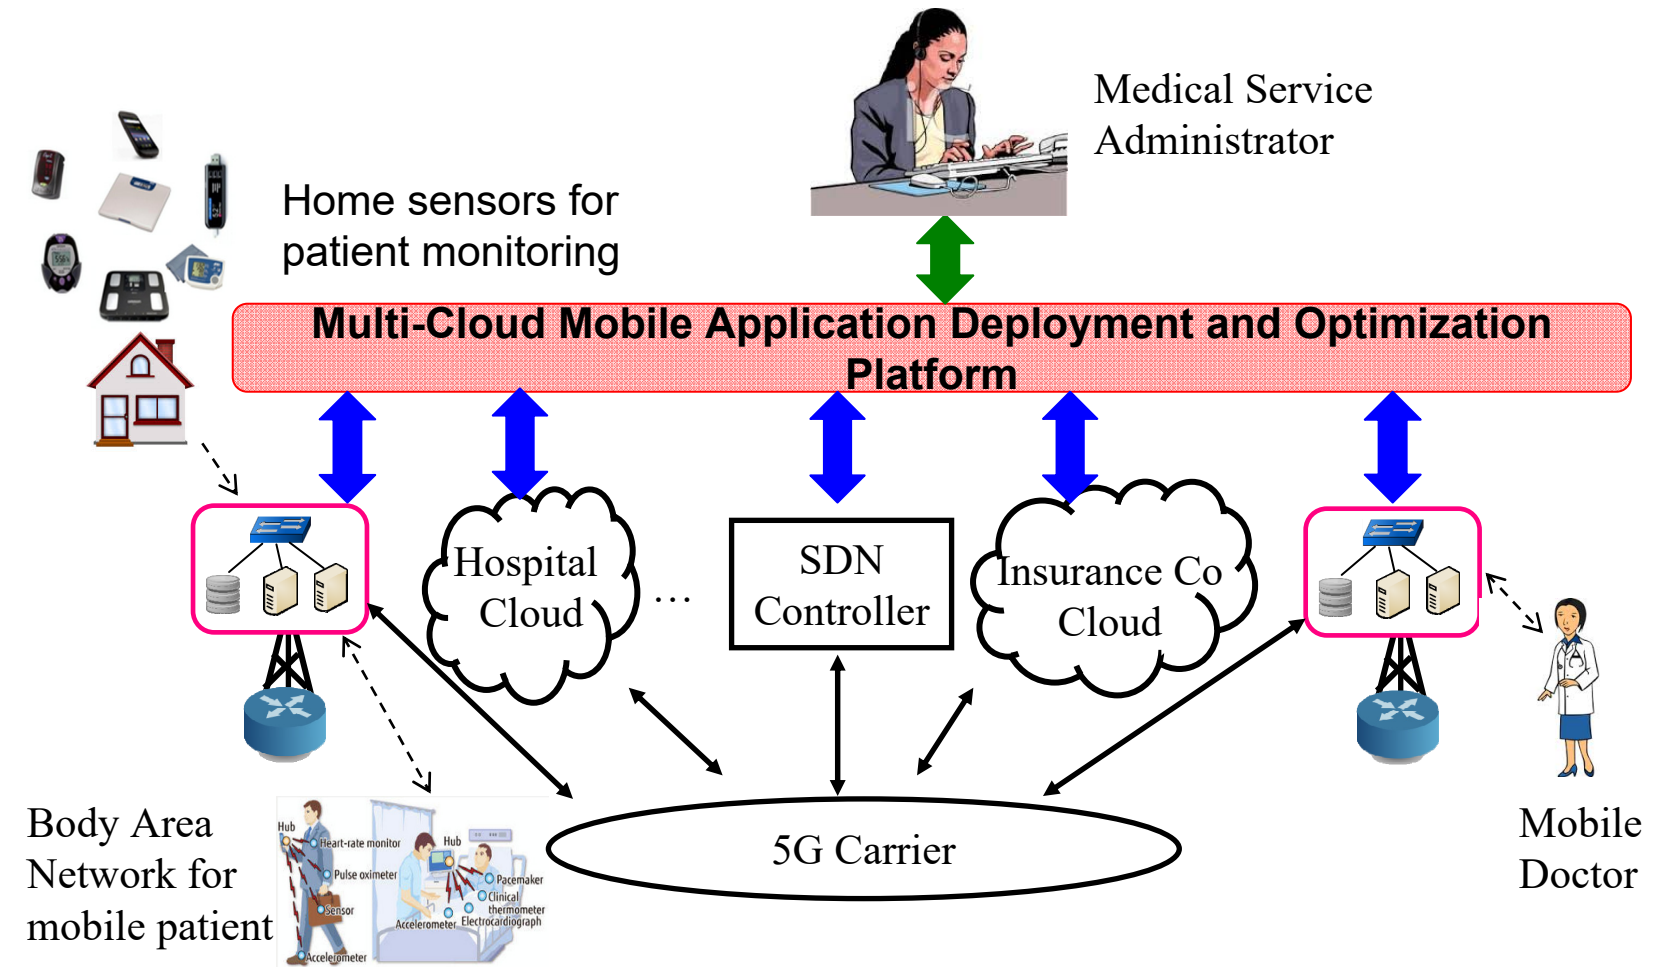 Medical Service
Administrator
Home sensors for
patient monitoring
Multi-Cloud Mobile Application Deployment and Optimization
Platform
Hospital
Cloud
...
SDN
Controller
Insurance Co
Cloud
5G Carrier
Body Area
Network for
mobile patient
Hub
Heart-rate monitor
Pulse oximeter
Sensor
Accelerometer
Hub
Pacemaker
Clinical
thermometer
Accelerometer
Electrocardiograph
Mobile
Doctor